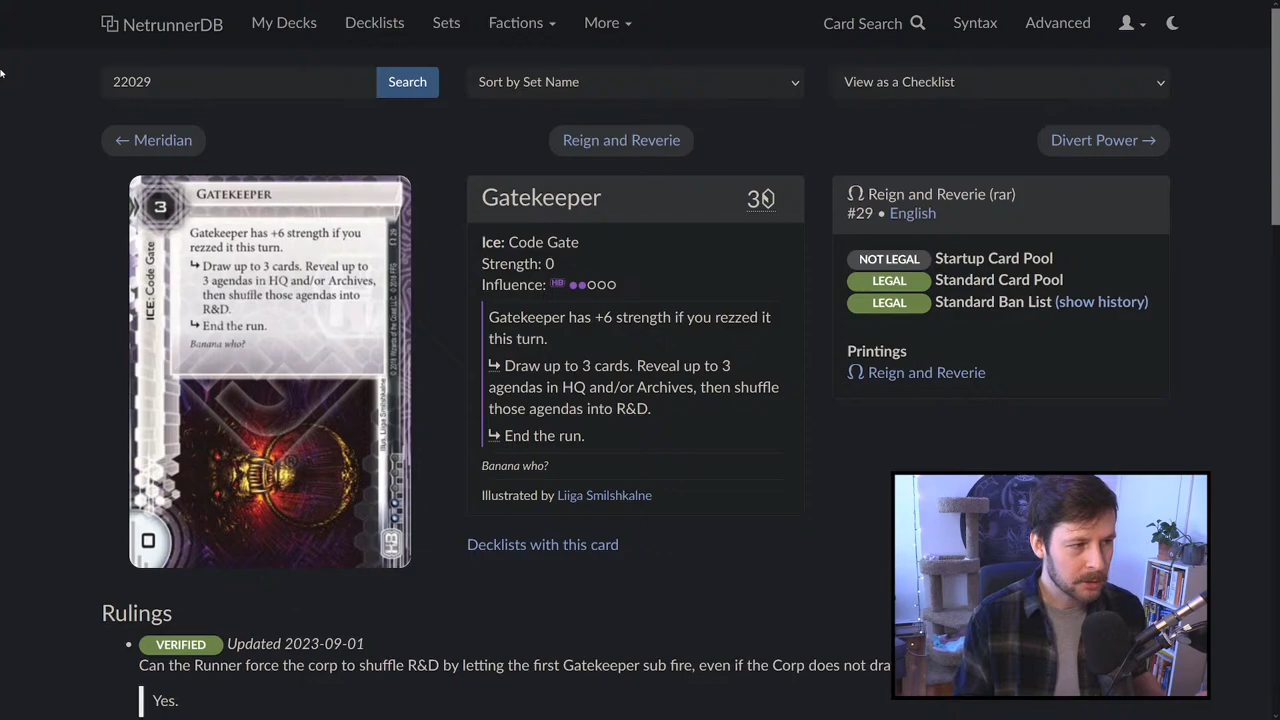 NetrunnerDB My Decks Decklists Sets Factions More Card Search Syntax Advanced
22029 Search Sort by Set Name View as a Checklist
← Meridian Reign and Reverie Divert Power →
3 GATEKEEPER
Gatekeeper has +6 strength if you
rezzed it this turn.
↳ Draw up to 3 cards. Reveal up to
3 agendas in HQ and/or Archives,
then shuffle those agendas into
R&D.
↳ End the run.
Banana who?
ICE: Code Gate
Illus. Liiga Smilshkalne
0
HB
Gatekeeper 3
Ice: Code Gate
Strength: 0
Influence: HB
Gatekeeper has +6 strength if you rezzed it
this turn.
↳ Draw up to 3 cards. Reveal up to 3
agendas in HQ and/or Archives, then shuffle
those agendas into R&D.
↳ End the run.
Banana who?
Illustrated by Liiga Smilshkalne
Decklists with this card
Reign and Reverie (rar)
#29 • English
NOT LEGAL Startup Card Pool
LEGAL Standard Card Pool
LEGAL Standard Ban List (show history)
Printings
Reign and Reverie
Rulings
VERIFIED Updated 2023-09-01
Can the Runner force the corp to shuffle R&D by letting the first Gatekeeper sub fire, even if the Corp does not dra
Yes.